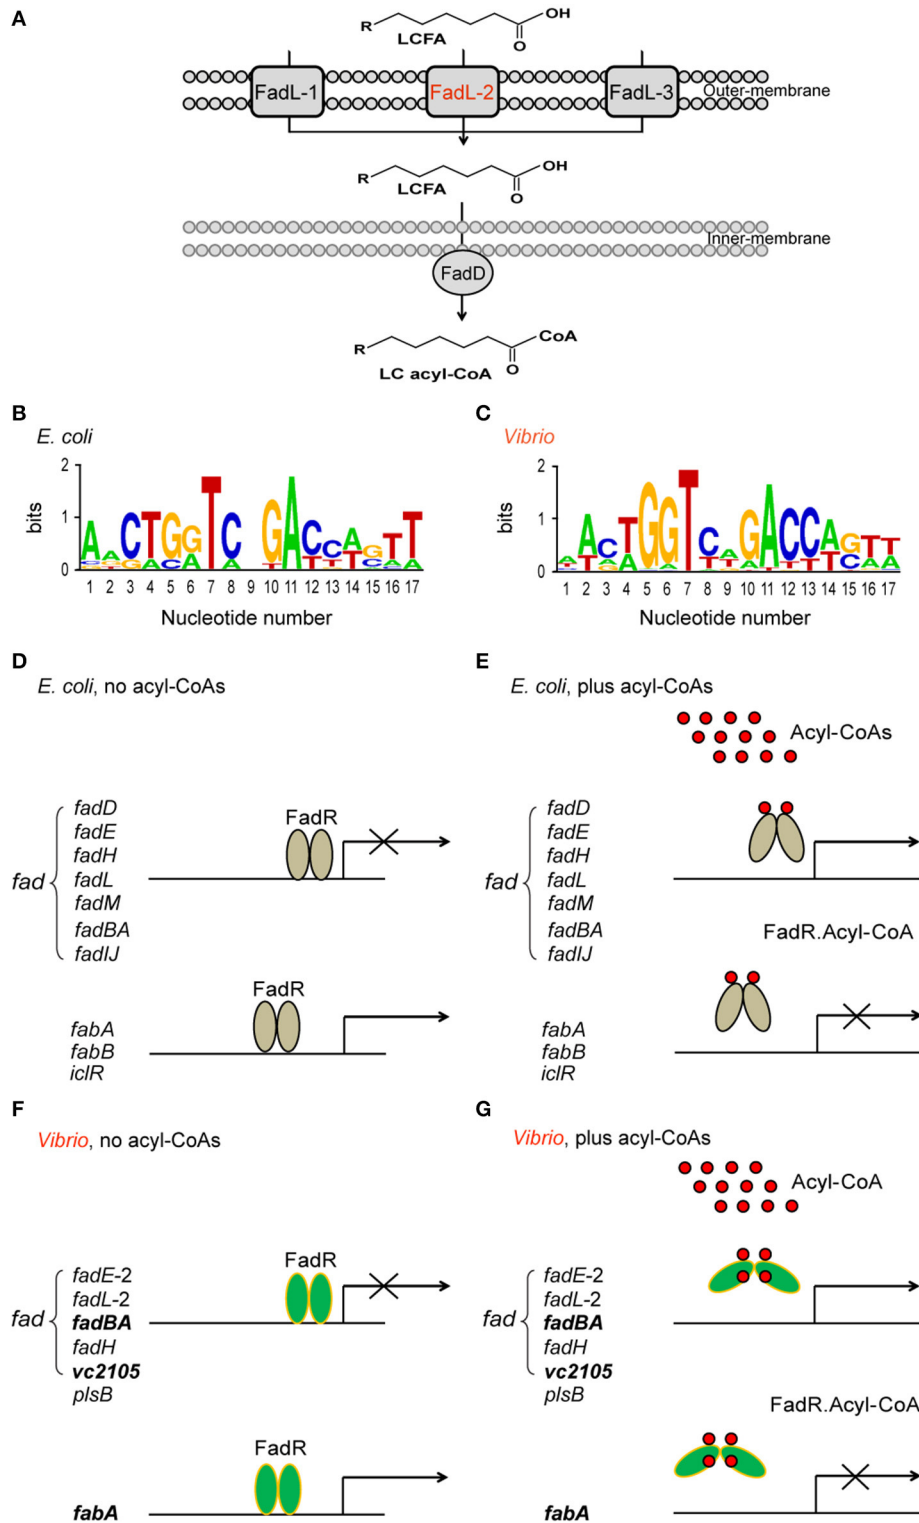 A
R
OH
LCFA
O
FadL-1
FadL-2
FadL-3
Outer-membrane
R
OH
LCFA
O
Inner-membrane
FadD
R
CoA
LC acyl-CoA
O
B
E. coli
2
1
0
bits
1 2 3 4 5 6 7 8 9 10 11 12 13 14 15 16 17
Nucleotide number
C
Vibrio
2
1
0
bits
1 2 3 4 5 6 7 8 9 10 11 12 13 14 15 16 17
Nucleotide number
D
E. coli, no acyl-CoAs
fad
fadD
fadE
fadH
fadL
fadM
fadBA
fadIJ
FadR
fabA
fabB
iclR
FadR
E
E. coli, plus acyl-CoAs
Acyl-CoAs
fad
fadD
fadE
fadH
fadL
fadM
fadBA
fadIJ
FadR.Acyl-CoA
fabA
fabB
iclR
F
Vibrio, no acyl-CoAs
fad
fadE-2
fadL-2
fadBA
fadH
vc2105
plsB
FadR
FadR
fabA
G
Vibrio, plus acyl-CoAs
Acyl-CoA
fad
fadE-2
fadL-2
fadBA
fadH
vc2105
plsB
FadR.Acyl-CoA
fabA